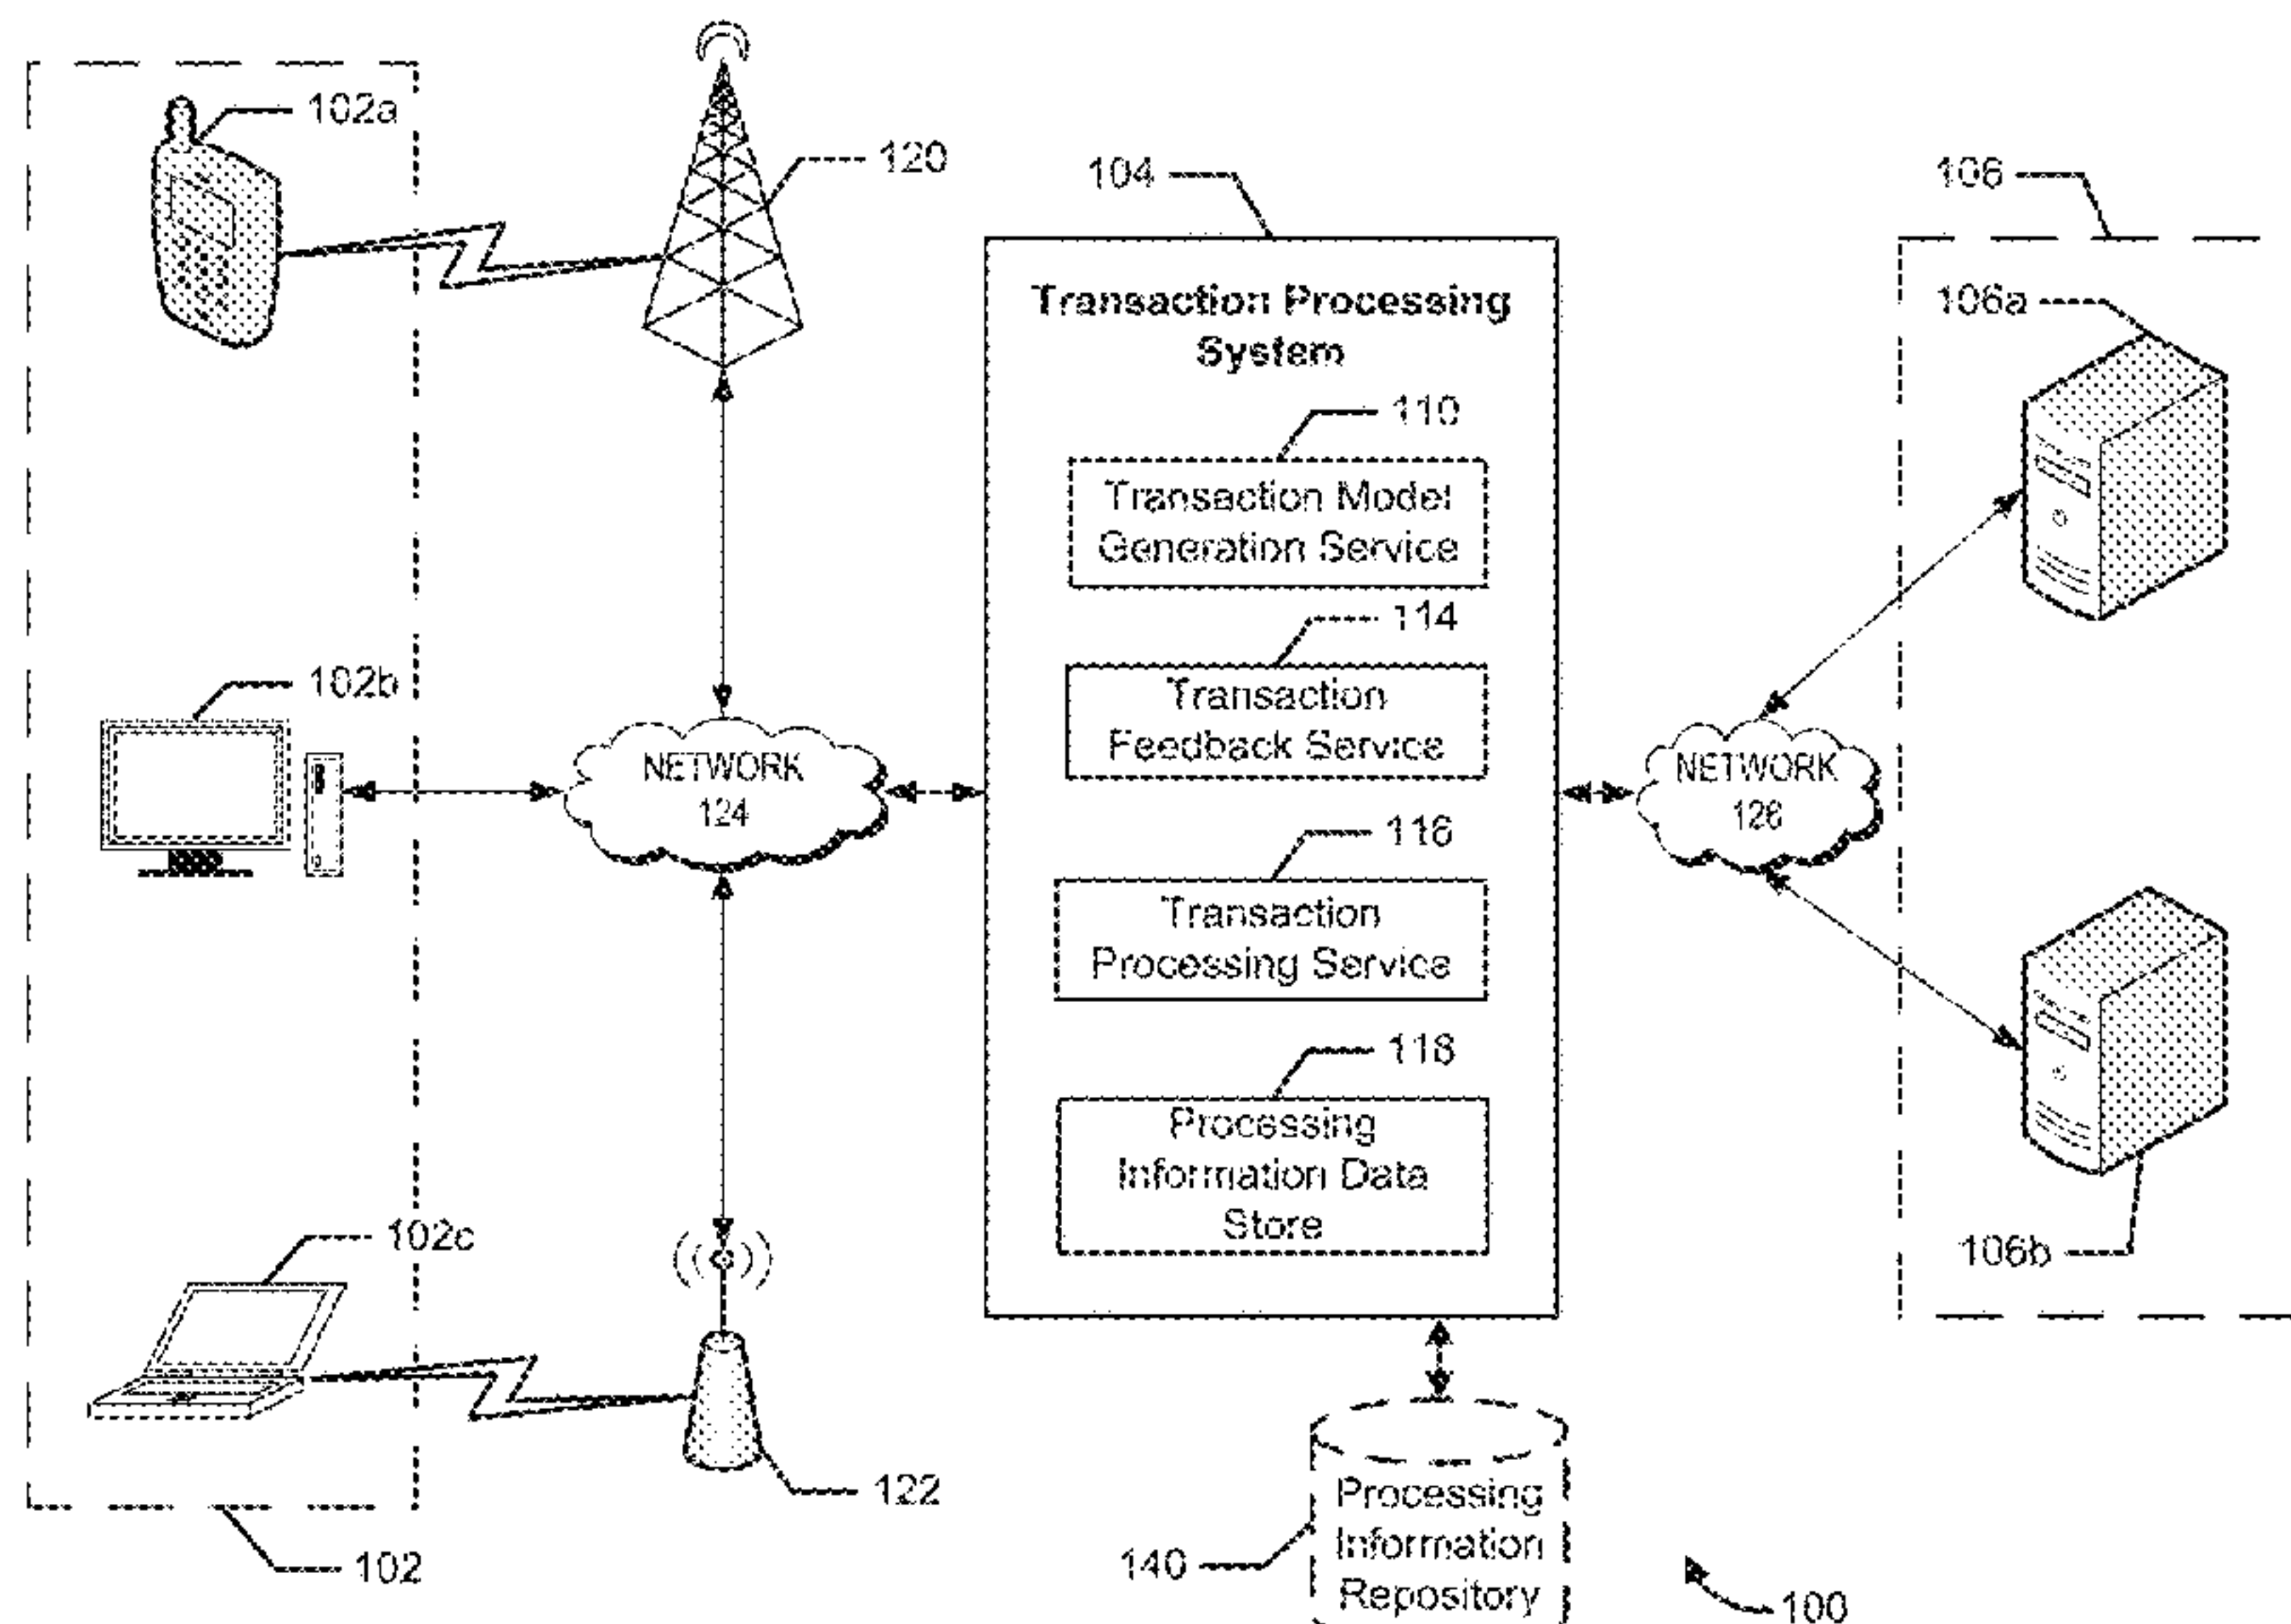 102a
120
104
106
Transaction Processing
System
106a
110
Transaction Model
Generation Service
114
102b
Transaction
Feedback Service
NETWORK
124
NETWORK
126
116
Transaction
Processing Service
118
Processing
Information Data
Store
102c
106b
122
Processing
Information
Repository
140
102
100